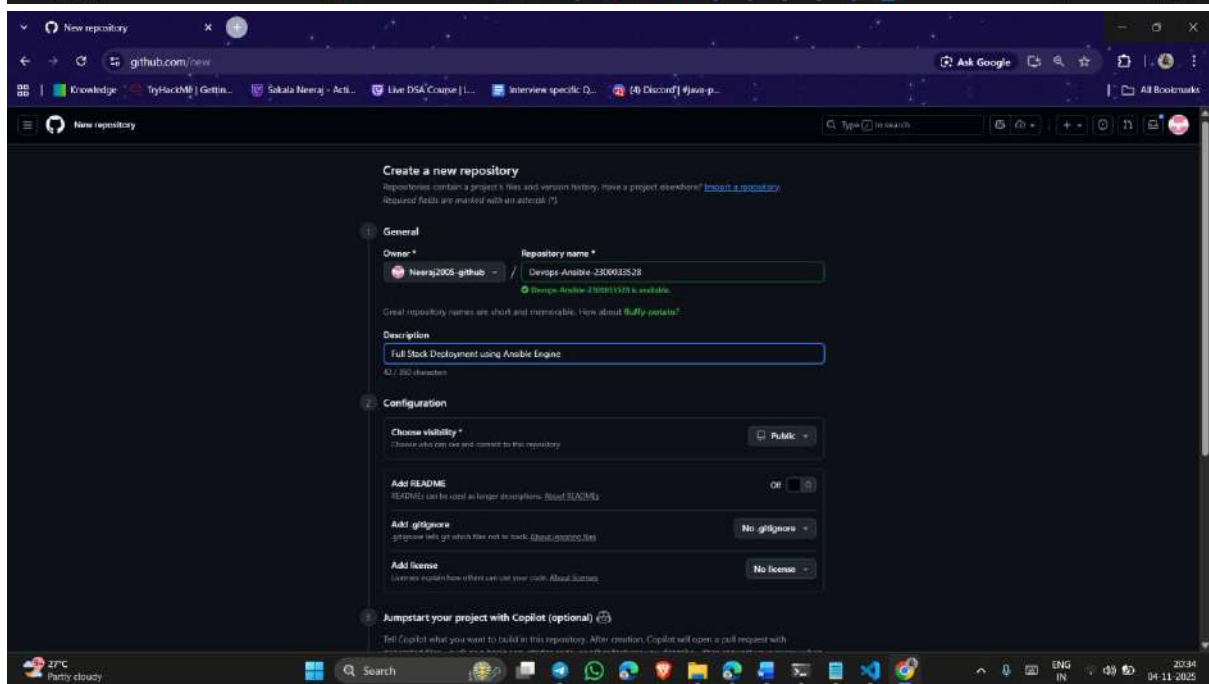 New repository
github.com/new
Ask Google
Knowledge
TryHackMe | Gettin...
Sakala Neeraj - Acti...
Live DSA Course | L...
Interview specific Q...
(4) Discord | #java-p...
All Bookmarks
New repository
Type / to search
Create a new repository
Repositories contain a project's files and version history. Have a project elsewhere? Import a repository.
Required fields are marked with an asterisk (*).
1 General
Owner *
Repository name *
Neeraj2005-github / Devops-Ansible-2300033528
Devops-Ansible-2300033528 is available.
Great repository names are short and memorable. How about fluffy-potato?
Description
Full Stack Deployment using Ansible Engine
42 / 350 characters
2 Configuration
Choose visibility *
Choose who can see and commit to this repository
Public
Add README
READMEs can be used as longer descriptions. About READMEs
Off
Add .gitignore
.gitignore tells git which files not to track. About ignoring files
No .gitignore
Add license
Licenses explain how others can use your code. About licenses
No license
3 Jumpstart your project with Copilot (optional)
Tell Copilot what you want to build in this repository. After creation, Copilot will open a pull request with
27°C
Partly cloudy
Search
ENG
IN
20:34
04-11-2025